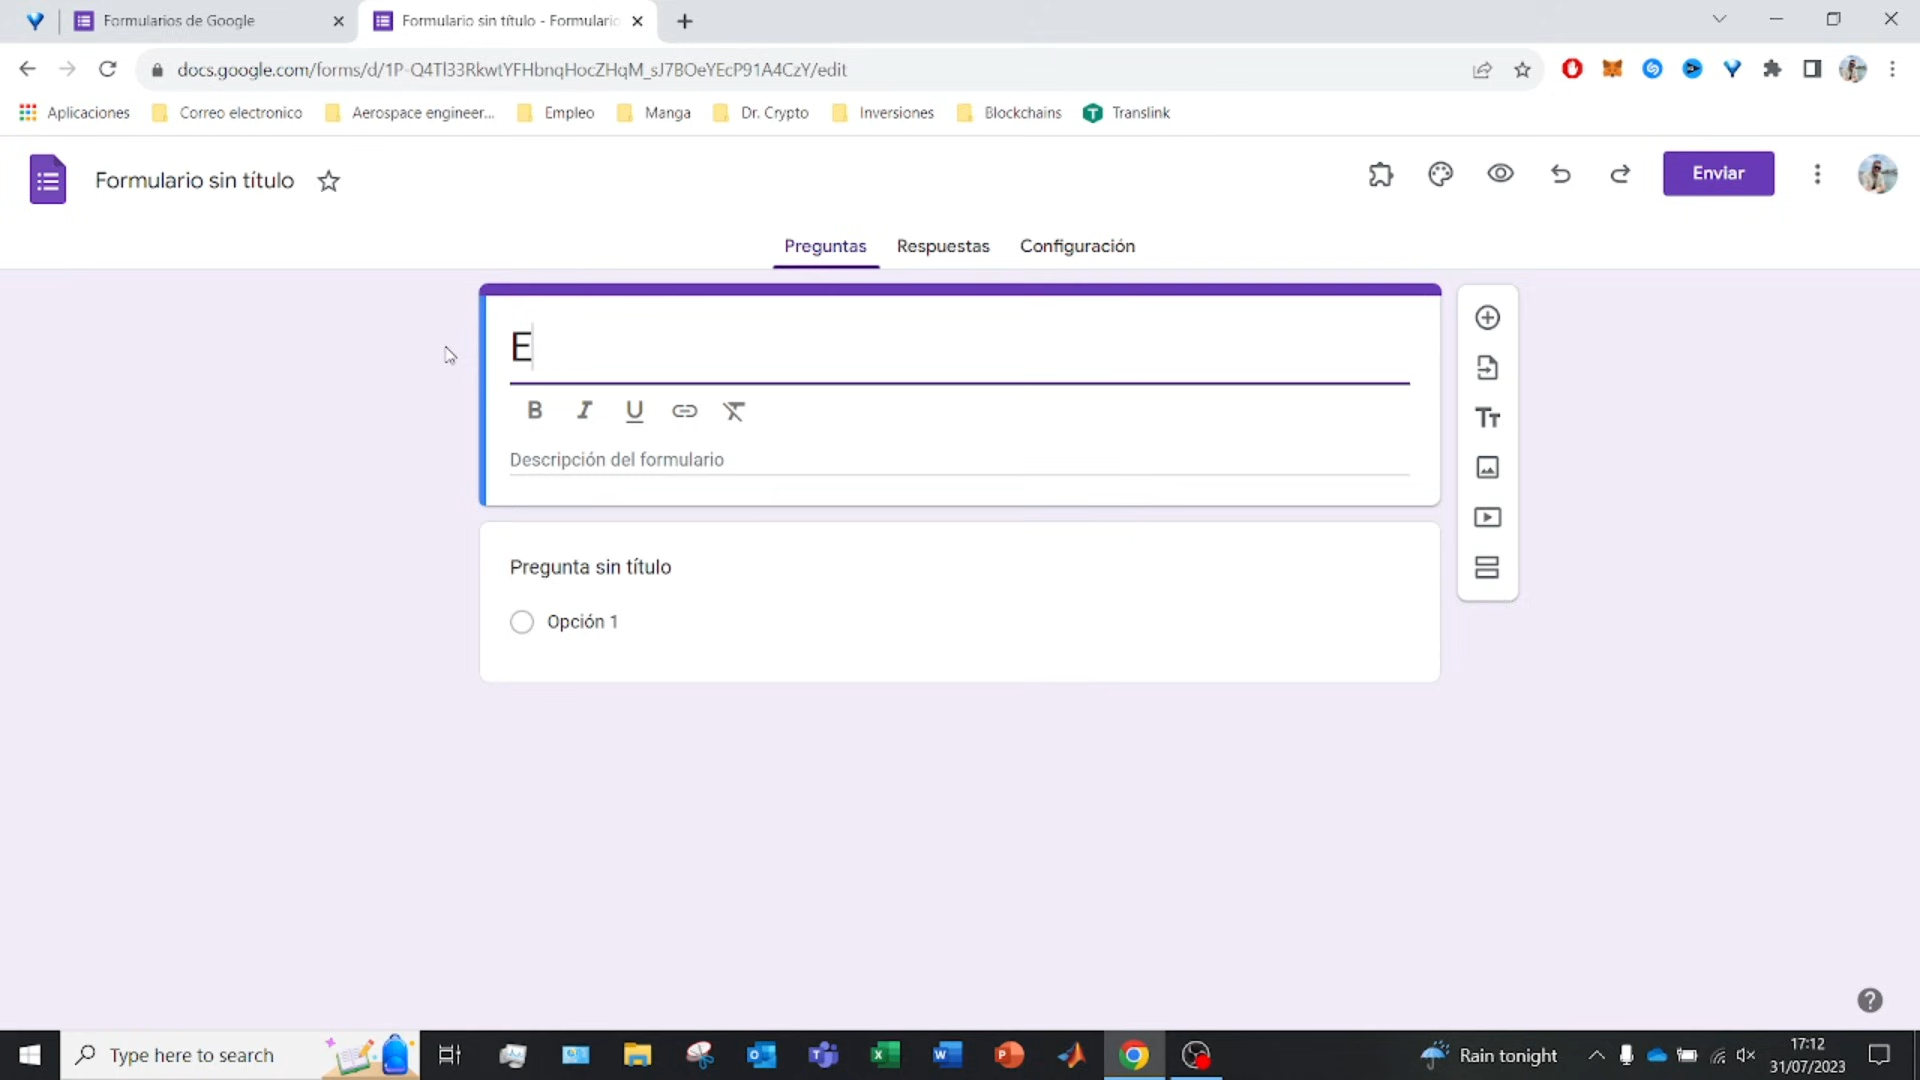 Formularios de Google
Formulario sin título - Formulario
docs.google.com/forms/d/1P-Q4Tl33RkwtYFHbnqHocZHqM_sJ7BOeYEcP91A4CzY/edit
Aplicaciones Correo electronico Aerospace engineer... Empleo Manga Dr. Crypto Inversiones Blockchains Translink
Formulario sin título
Enviar
Preguntas Respuestas Configuración
E
B I U
Descripción del formulario
Tт
Pregunta sin título
Opción 1
Type here to search
Rain tonight
17:12
31/07/2023